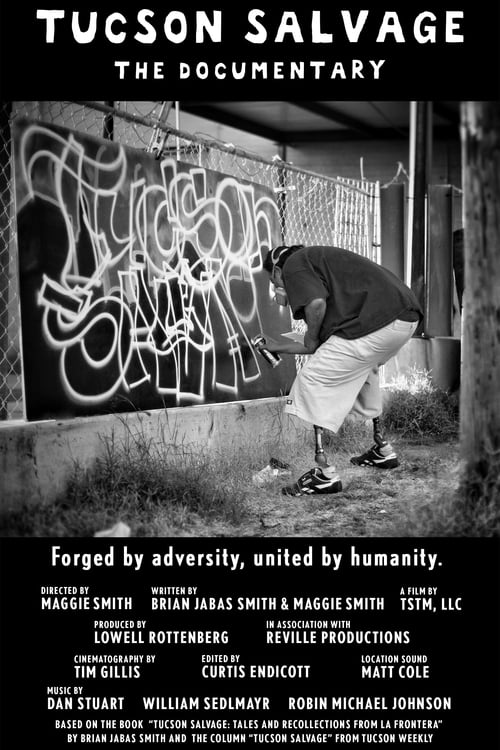 TUCSON SALVAGE
THE DOCUMENTARY
Tucson
Forged by adversity, united by humanity.
DIRECTED BY
MAGGIE SMITH
WRITTEN BY
BRIAN JABAS SMITH & MAGGIE SMITH
A FILM BY
TSTM, LLC
PRODUCED BY
LOWELL ROTTENBERG
IN ASSOCIATION WITH
REVILLE PRODUCTIONS
CINEMATOGRAPHY BY
TIM GILLIS
EDITED BY
CURTIS ENDICOTT
LOCATION SOUND
MATT COLE
MUSIC BY
DAN STUART WILLIAM SEDLMAYR ROBIN MICHAEL JOHNSON
BASED ON THE BOOK "TUCSON SALVAGE: TALES AND RECOLLECTIONS FROM LA FRONTERA"
BY BRIAN JABAS SMITH AND THE COLUMN "TUCSON SALVAGE" FROM TUCSON WEEKLY